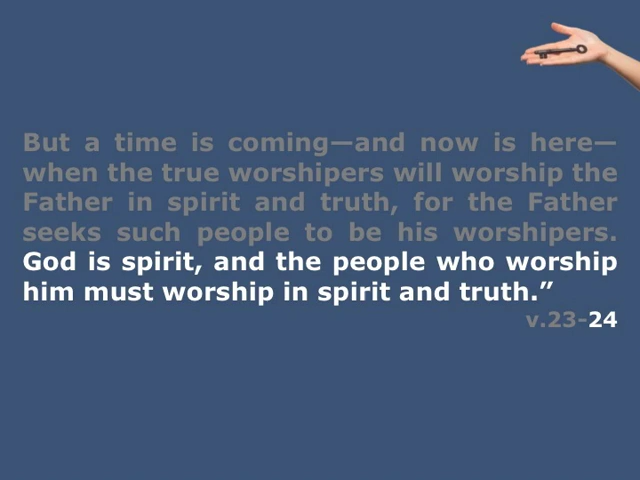 But a time is coming—and now is here—
when the true worshipers will worship the
Father in spirit and truth, for the Father
seeks such people to be his worshipers.
God is spirit, and the people who worship
him must worship in spirit and truth.”
v.23-24